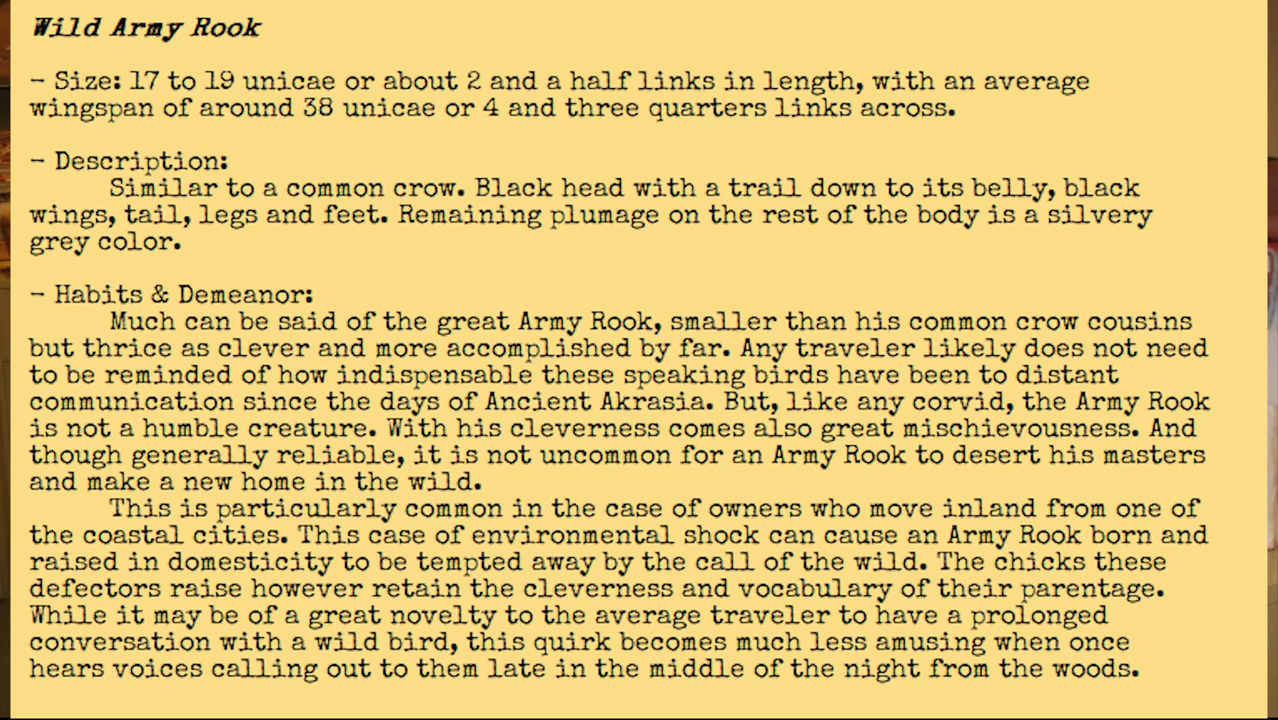 Wild Army Rook
- Size: 17 to 19 unicae or about 2 and a half links in length, with an average
wingspan of around 38 unicae or 4 and three quarters links across.
- Description:
Similar to a common crow. Black head with a trail down to its belly, black
wings, tail, legs and feet. Remaining plumage on the rest of the body is a silvery
grey color.
- Habits & Demeanor:
Much can be said of the great Army Rook, smaller than his common crow cousins
but thrice as clever and more accomplished by far. Any traveler likely does not need
to be reminded of how indispensable these speaking birds have been to distant
communication since the days of Ancient Akrasia. But, like any corvid, the Army Rook
is not a humble creature. With his cleverness comes also great mischievousness. And
though generally reliable, it is not uncommon for an Army Rook to desert his masters
and make a new home in the wild.
This is particularly common in the case of owners who move inland from one of
the coastal cities. This case of environmental shock can cause an Army Rook born and
raised in domesticity to be tempted away by the call of the wild. The chicks these
defectors raise however retain the cleverness and vocabulary of their parentage.
While it may be of a great novelty to the average traveler to have a prolonged
conversation with a wild bird, this quirk becomes much less amusing when once
hears voices calling out to them late in the middle of the night from the woods.